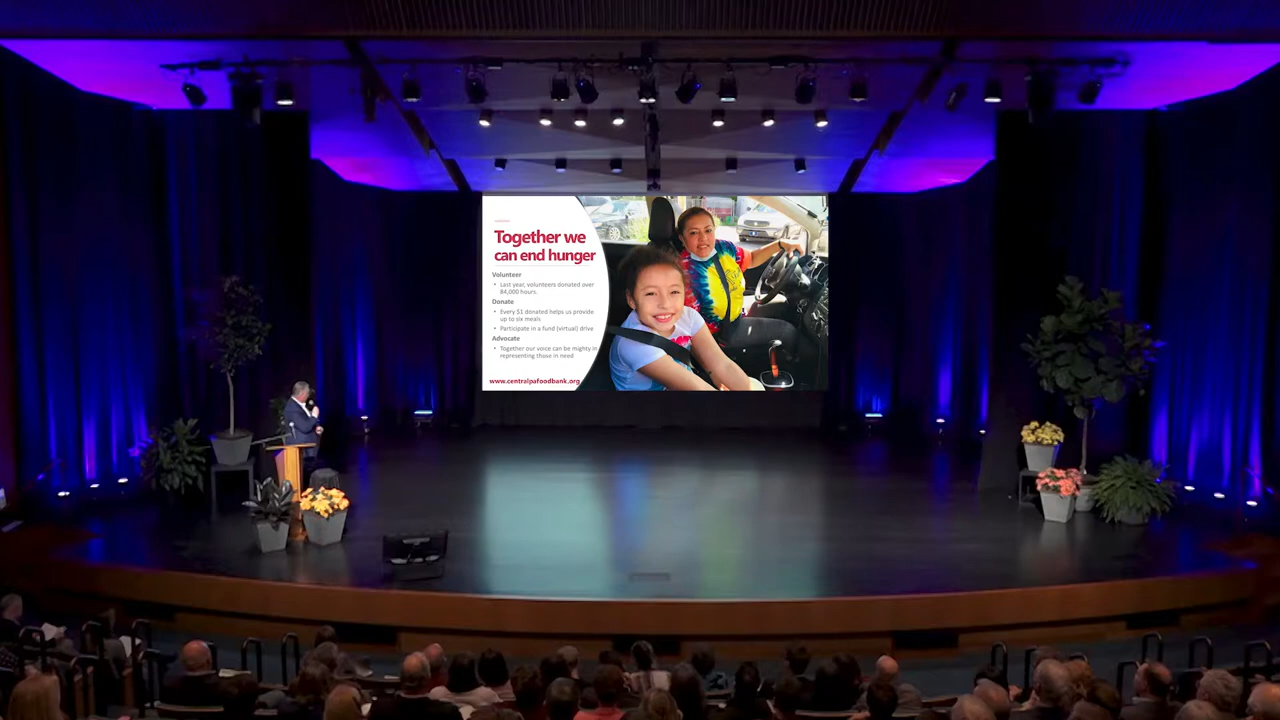 Together we
can end hunger
Volunteer
• Last year, volunteers donated over
84,000 hours.
Donate
• Every $1 donated helps us provide
up to six meals
• Participate in a fund (virtual) drive
Advocate
• Together our voice can be mighty in
representing those in need
www.centralpafoodbank.org